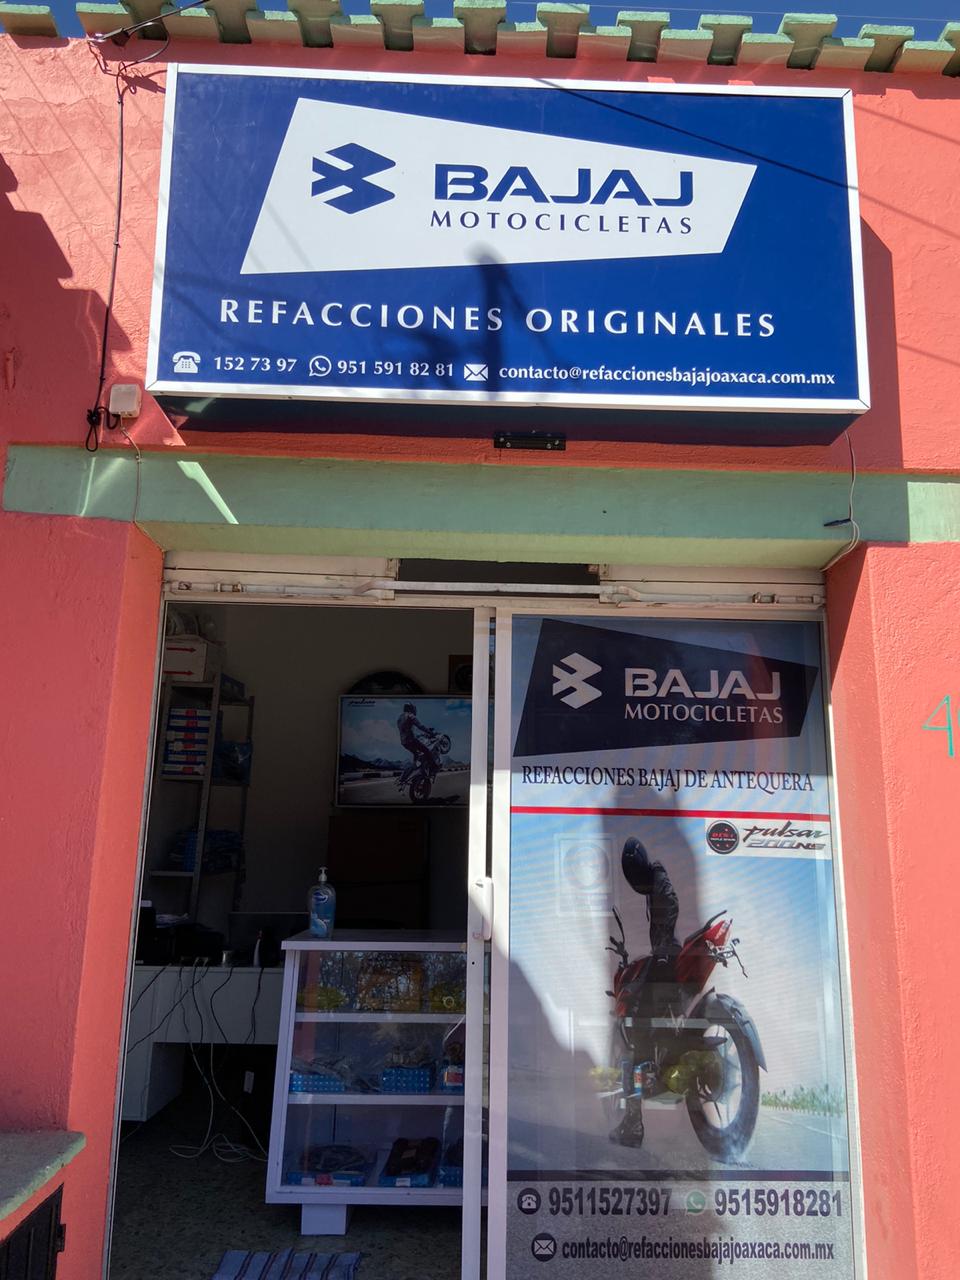 BAJAJ
MOTOCICLETAS
REFACCIONES ORIGINALES
152 73 97 951 591 82 81 contacto@refaccionesbajajoaxaca.com.mx
pulsar
BAJAJ
MOTOCICLETAS
REFACCIONES BAJAJ DE ANTEQUERA
pulsar
200NS
9511527397 9515918281
contacto@refaccionesbajajoaxaca.com.mx